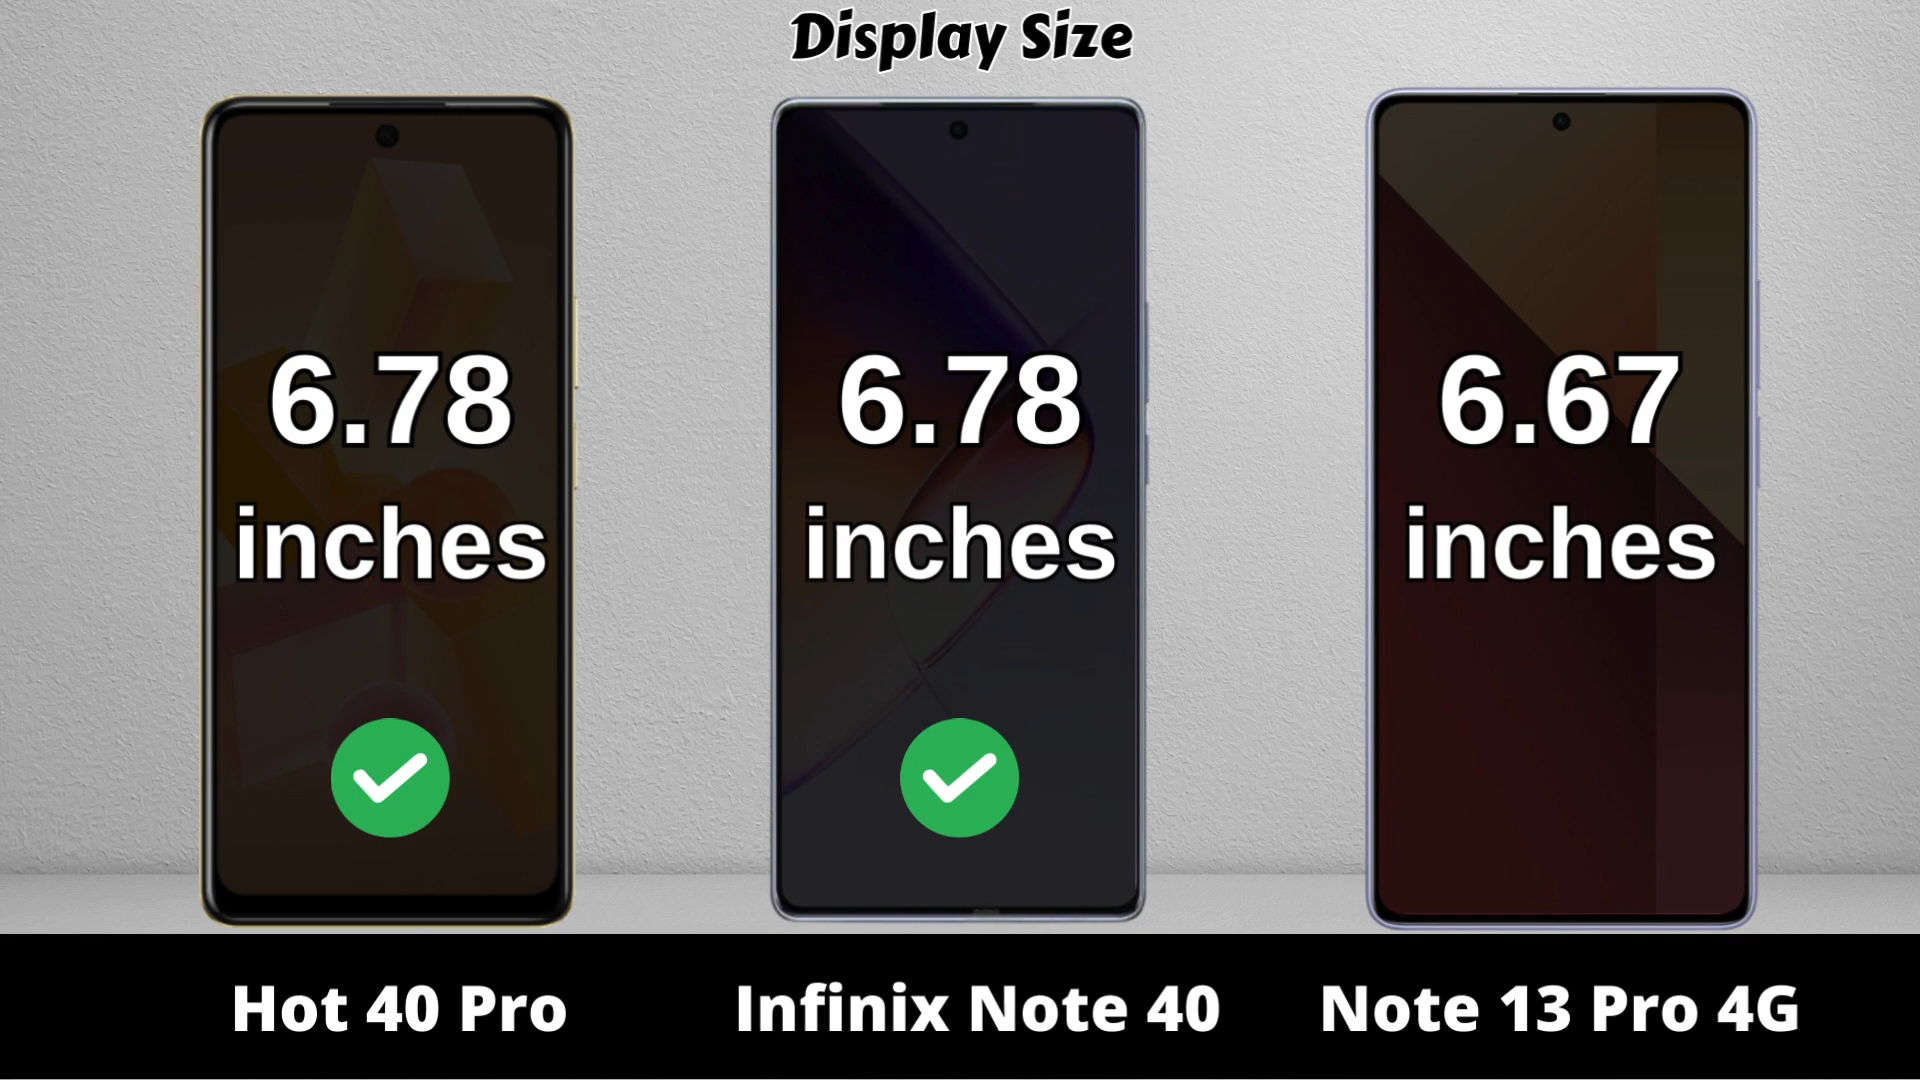 Display Size
6.78
inches
6.78
inches
6.67
inches
Hot 40 Pro
Infinix Note 40
Note 13 Pro 4G